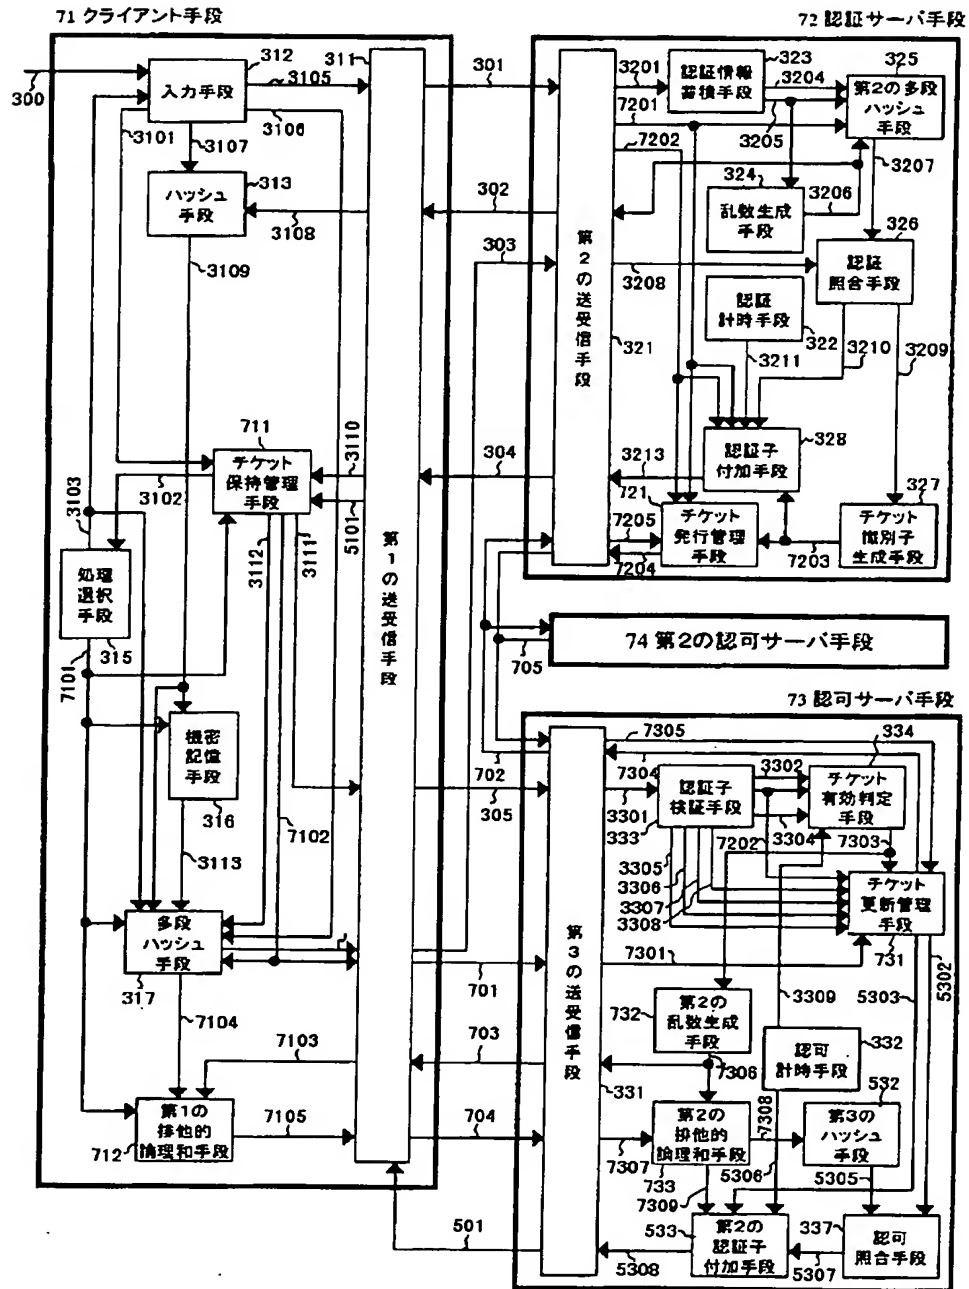 71 クライアント手段
300
312
入力手段
3105
3106
3101
3107
313
ハッシュ
手段
3108
3109
311
第1の送受信手段
711
チケット
保持管理
手段
3110
5101
3102
3103
3112
3111
処理
選択
手段
315
7101
機密
記憶
手段
316
3113
7102
多段
ハッシュ
手段
317
7104
7103
第1の
排他的
論理和手段
712
7105
301
302
303
304
702
305
701
703
704
501
705
72 認証サーバ手段
第2の送受信手段
321
3201
7201
7202
323
認証情報
蓄積手段
3204
3205
325
第2の多段
ハッシュ
手段
3207
324
乱数生成
手段
3206
326
認証
照合手段
3208
認証
計時手段
322
3211
3210
3209
認証子
付加手段
328
3213
721
チケット
発行管理
手段
7205
7204
7203
327
チケット
識別子
生成手段
74 第2の認可サーバ手段
73 認可サーバ手段
第3の送受信手段
331
7305
7304
3301
333
認証子
検証手段
3302
3304
7202
334
チケット
有効判定
手段
7303
3305
3306
3307
3308
チケット
更新管理
手段
731
7301
3309
5303
5302
732
第2の
乱数生成
手段
7306
認可
計時手段
332
第2の
排他的
論理和手段
733
7307
7308
5306
532
第3の
ハッシュ
手段
5305
7309
533
第2の
認証子
付加手段
5308
5307
337
認可
照合手段